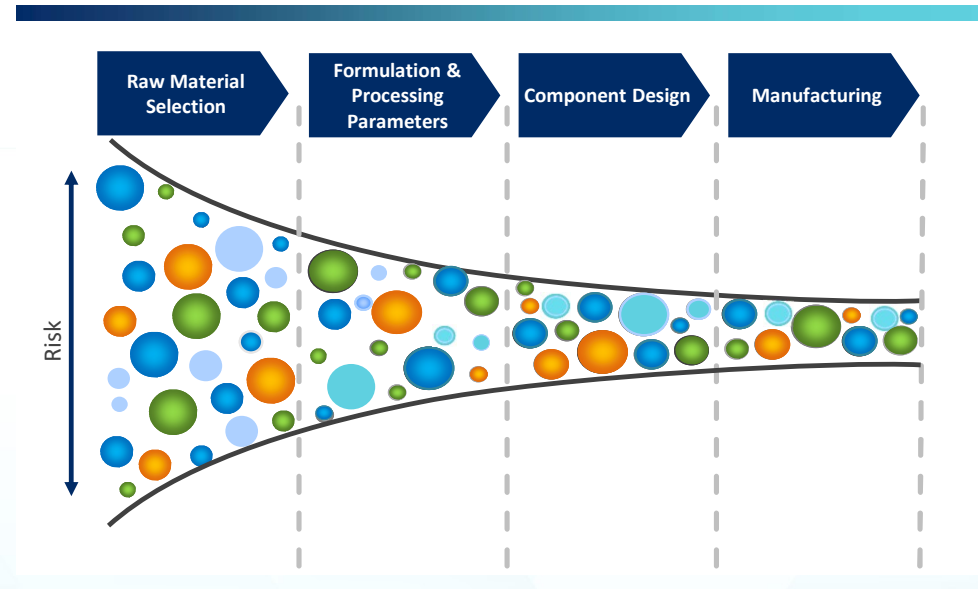 Raw Material
Selection
Formulation &
Processing
Parameters
Component Design
Manufacturing
Risk